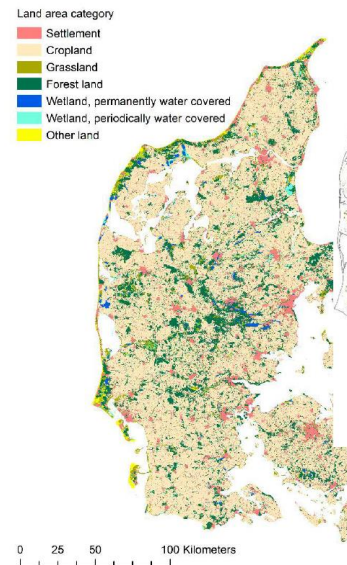 Land area category
Settlement
Cropland
Grassland
Forest land
Wetland, permanently water covered
Wetland, periodically water covered
Other land
0 25 50 100 Kilometers